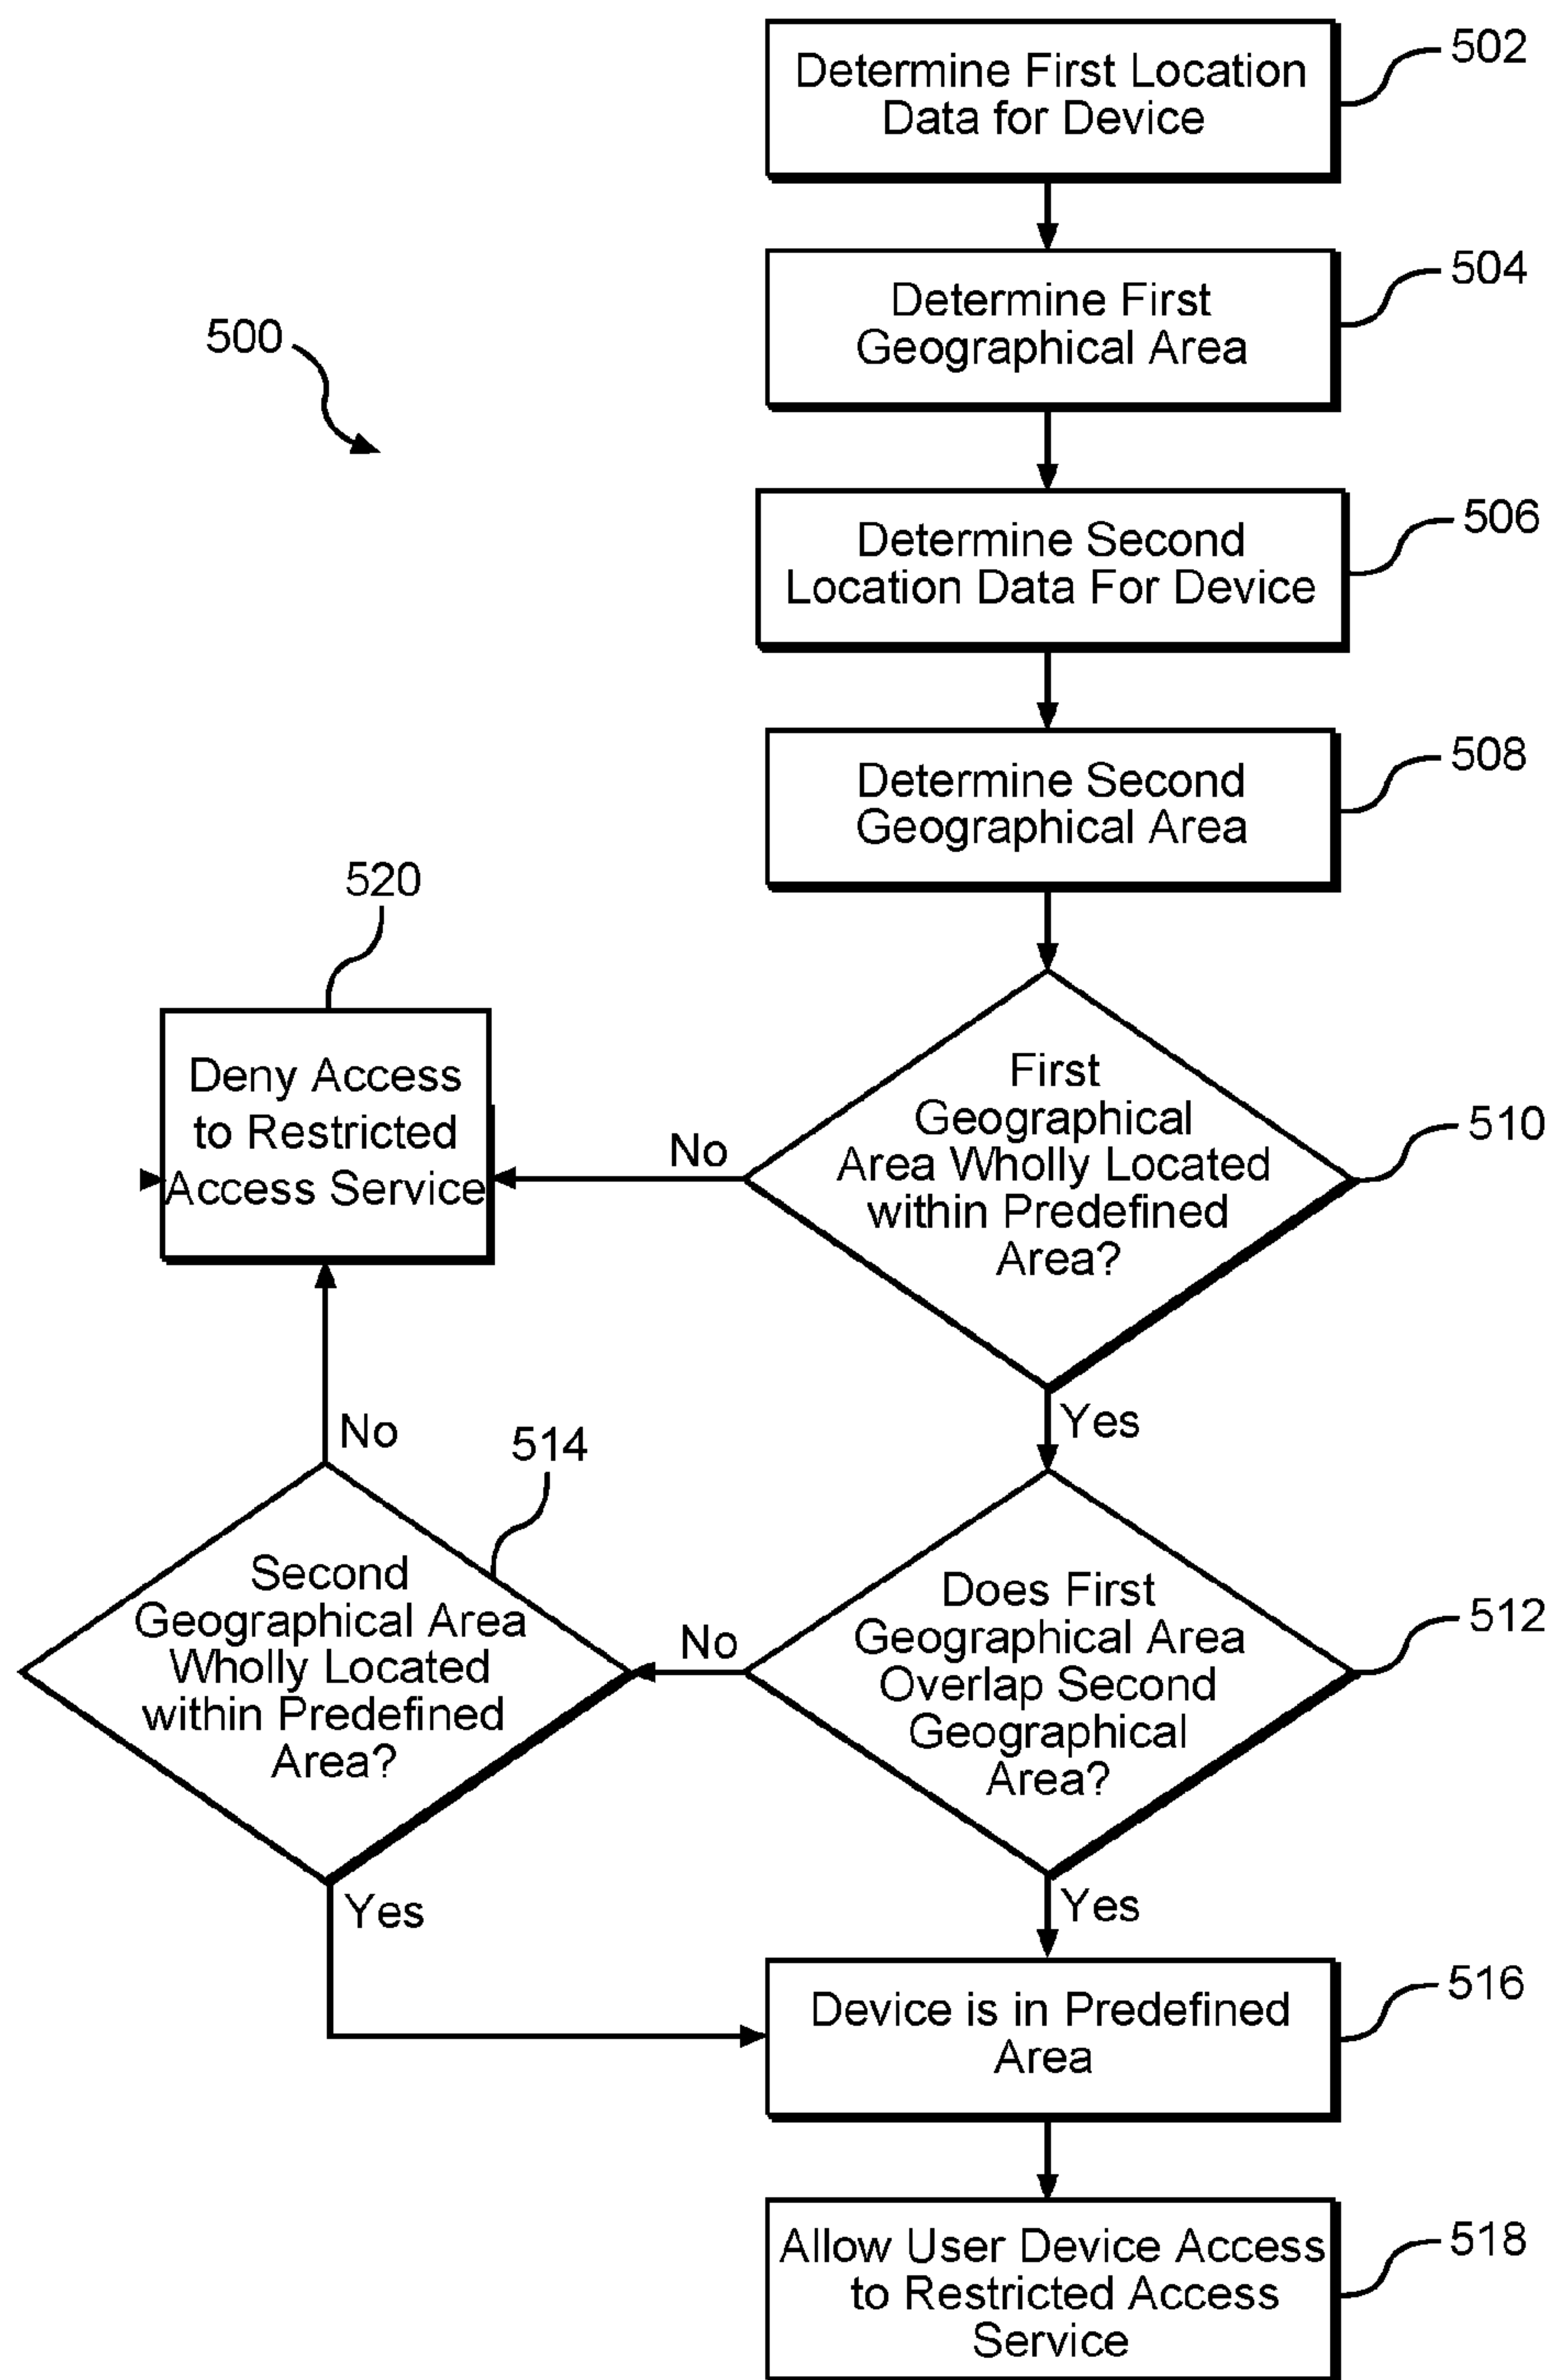 Determine First Location
Data for Device
502
Determine First
Geographical Area
504
500
Determine Second
Location Data For Device
506
Determine Second
Geographical Area
508
520
Deny Access
to Restricted
Access Service
No
First
Geographical
Area Wholly Located
within Predefined
Area?
510
Yes
No
514
Second
Geographical Area
Wholly Located
within Predefined
Area?
No
Does First
Geographical Area
Overlap Second
Geographical
Area?
512
Yes
Yes
Device is in Predefined
Area
516
Allow User Device Access
to Restricted Access
Service
518